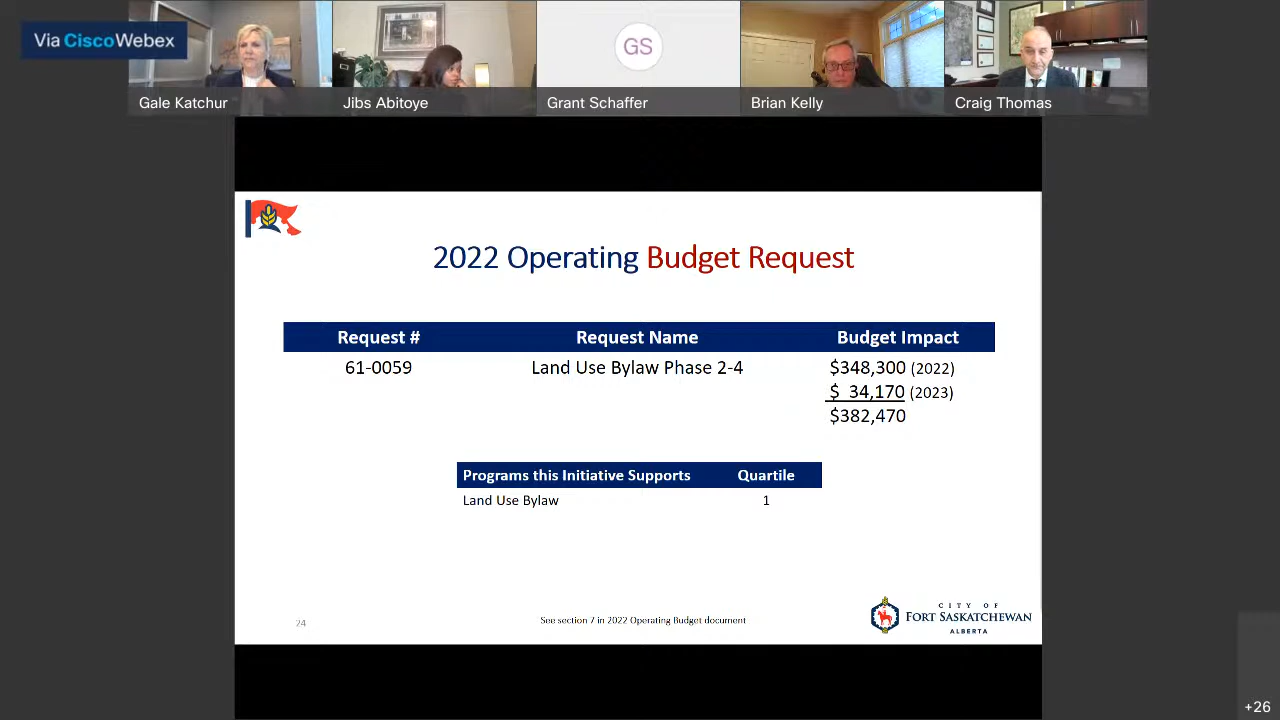 Via CiscoWebex
GS
Gale Katchur
Jibs Abitoye
Grant Schaffer
Brian Kelly
Craig Thomas
2022 Operating Budget Request
Request # Request Name Budget Impact
61-0059 Land Use Bylaw Phase 2-4 $348,300 (2022)
$ 34,170 (2023)
$382,470
Programs this Initiative Supports Quartile
Land Use Bylaw 1
24
See section 7 in 2022 Operating Budget document
CITY OF
FORT SASKATCHEWAN
ALBERTA
+26